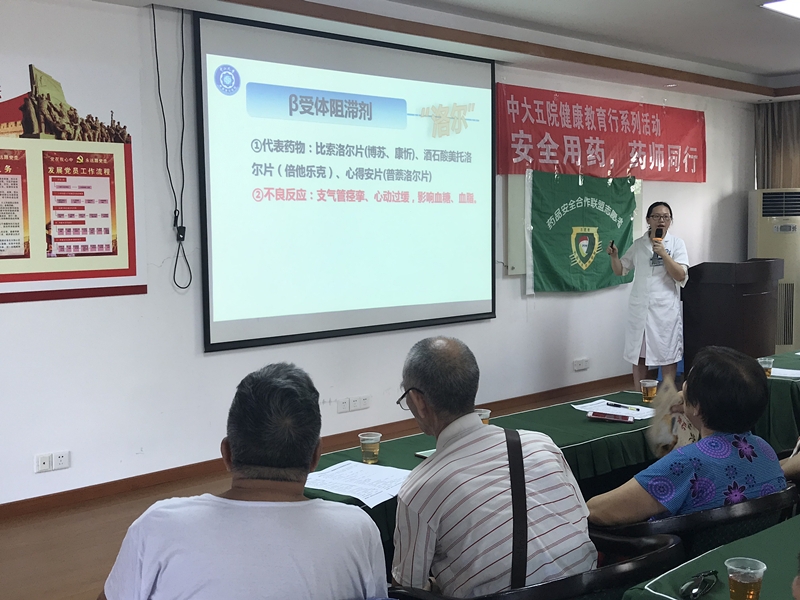 β受体阻滞剂
“洛尔”
①代表药物：比索洛尔片(博苏、康忻)、酒石酸美托洛
尔片（倍他乐克）、心得安片(普萘洛尔片)
②不良反应：支气管痉挛、心动过缓，影响血糖、血脂。
中大五院健康教育行系列活动
安全用药，药师同行
药品安全合作联盟志愿者
发展党员工作流程